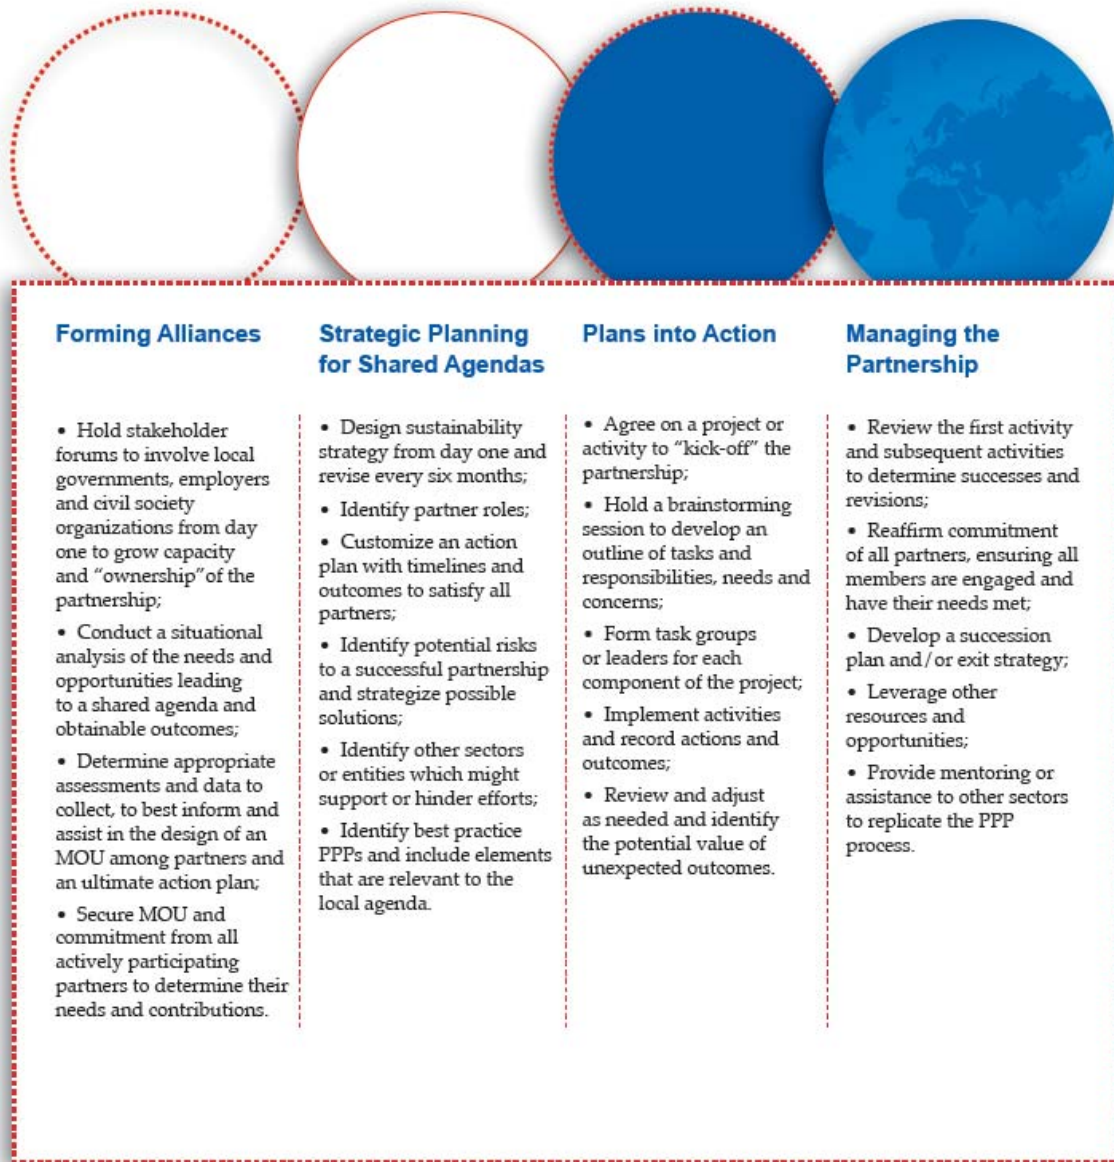 Forming Alliances
• Hold stakeholder
forums to involve local
governments, employers
and civil society
organizations from day
one to grow capacity
and “ownership”of the
partnership;
• Conduct a situational
analysis of the needs and
opportunities leading
to a shared agenda and
obtainable outcomes;
• Determine appropriate
assessments and data to
collect, to best inform and
assist in the design of an
MOU among partners and
an ultimate action plan;
• Secure MOU and
commitment from all
actively participating
partners to determine their
needs and contributions.
Strategic Planning
for Shared Agendas
• Design sustainability
strategy from day one and
revise every six months;
• Identify partner roles;
• Customize an action
plan with timelines and
outcomes to satisfy all
partners;
• Identify potential risks
to a successful partnership
and strategize possible
solutions;
• Identify other sectors
or entities which might
support or hinder efforts;
• Identify best practice
PPPs and include elements
that are relevant to the
local agenda.
Plans into Action
• Agree on a project or
activity to “kick-off” the
partnership;
• Hold a brainstorming
session to develop an
outline of tasks and
responsibilities, needs and
concerns;
• Form task groups
or leaders for each
component of the project;
• Implement activities
and record actions and
outcomes;
• Review and adjust
as needed and identify
the potential value of
unexpected outcomes.
Managing the
Partnership
• Review the first activity
and subsequent activities
to determine successes and
revisions;
• Reaffirm commitment
of all partners, ensuring all
members are engaged and
have their needs met;
• Develop a succession
plan and/or exit strategy;
• Leverage other
resources and
opportunities;
• Provide mentoring or
assistance to other sectors
to replicate the PPP
process.